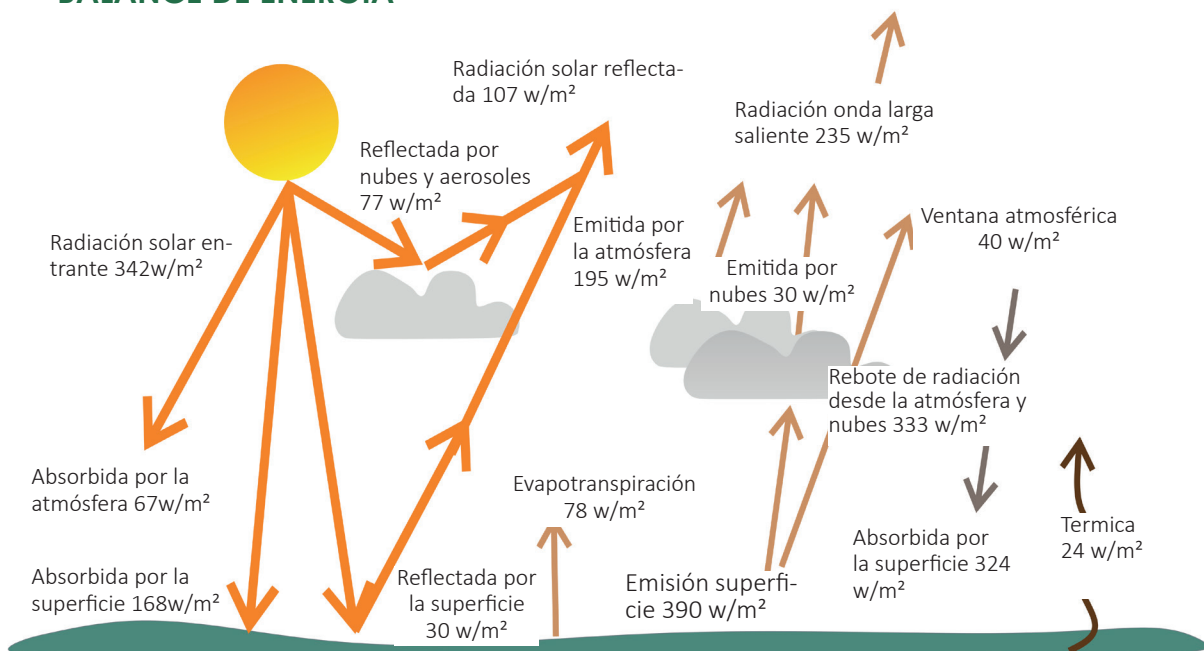 BALANCE DE ENERGÍA
Radiación solar reflecta-
da 107 w/m²
Reflectada por
nubes y aerosoles
77 w/m²
Radiación solar en-
trante 342w/m²
Absorbida por la
atmósfera 67w/m²
Absorbida por la
superficie 168w/m²
Reflectada por
la superficie
30 w/m²
Evapotranspiración
78 w/m²
Emitida por
la atmósfera
195 w/m²
Radiación onda larga
saliente 235 w/m²
Emitida por
nubes 30 w/m²
Ventana atmosférica
40 w/m²
Rebote de radiación
desde la atmósfera y
nubes 333 w/m²
Emisión superfi-
cie 390 w/m²
Absorbida por
la superficie 324
w/m²
Termica
24 w/m²